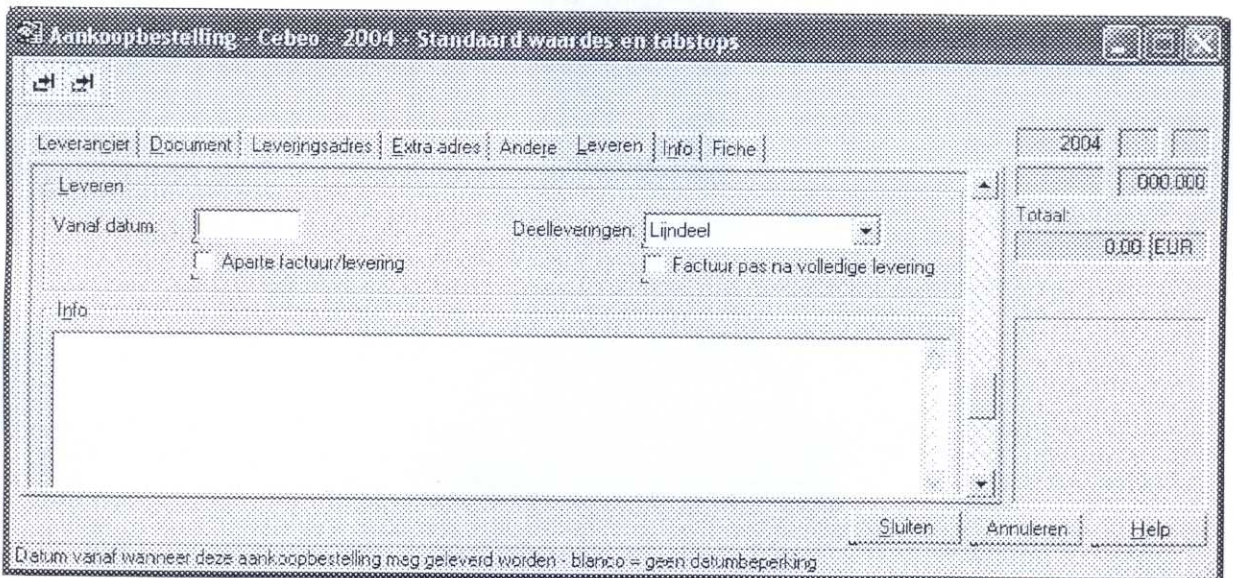 Aankoopbestelling - Cebeo - 2004 - Standaard waardes en tabstops
Leverancier Document Leveringsadres Extra adres Andere Leveren Info Fiche
2004
000.000
Leveren
Vanaf datum:
Deelleveringen: Lijndeel
Totaal:
0,00 EUR
Aparte factuur/levering
Factuur pas na volledige levering
Info
Sluiten Annuleren Help
Datum vanaf wanneer deze aankoopbestelling mag geleverd worden - blanco = geen datumbeperking